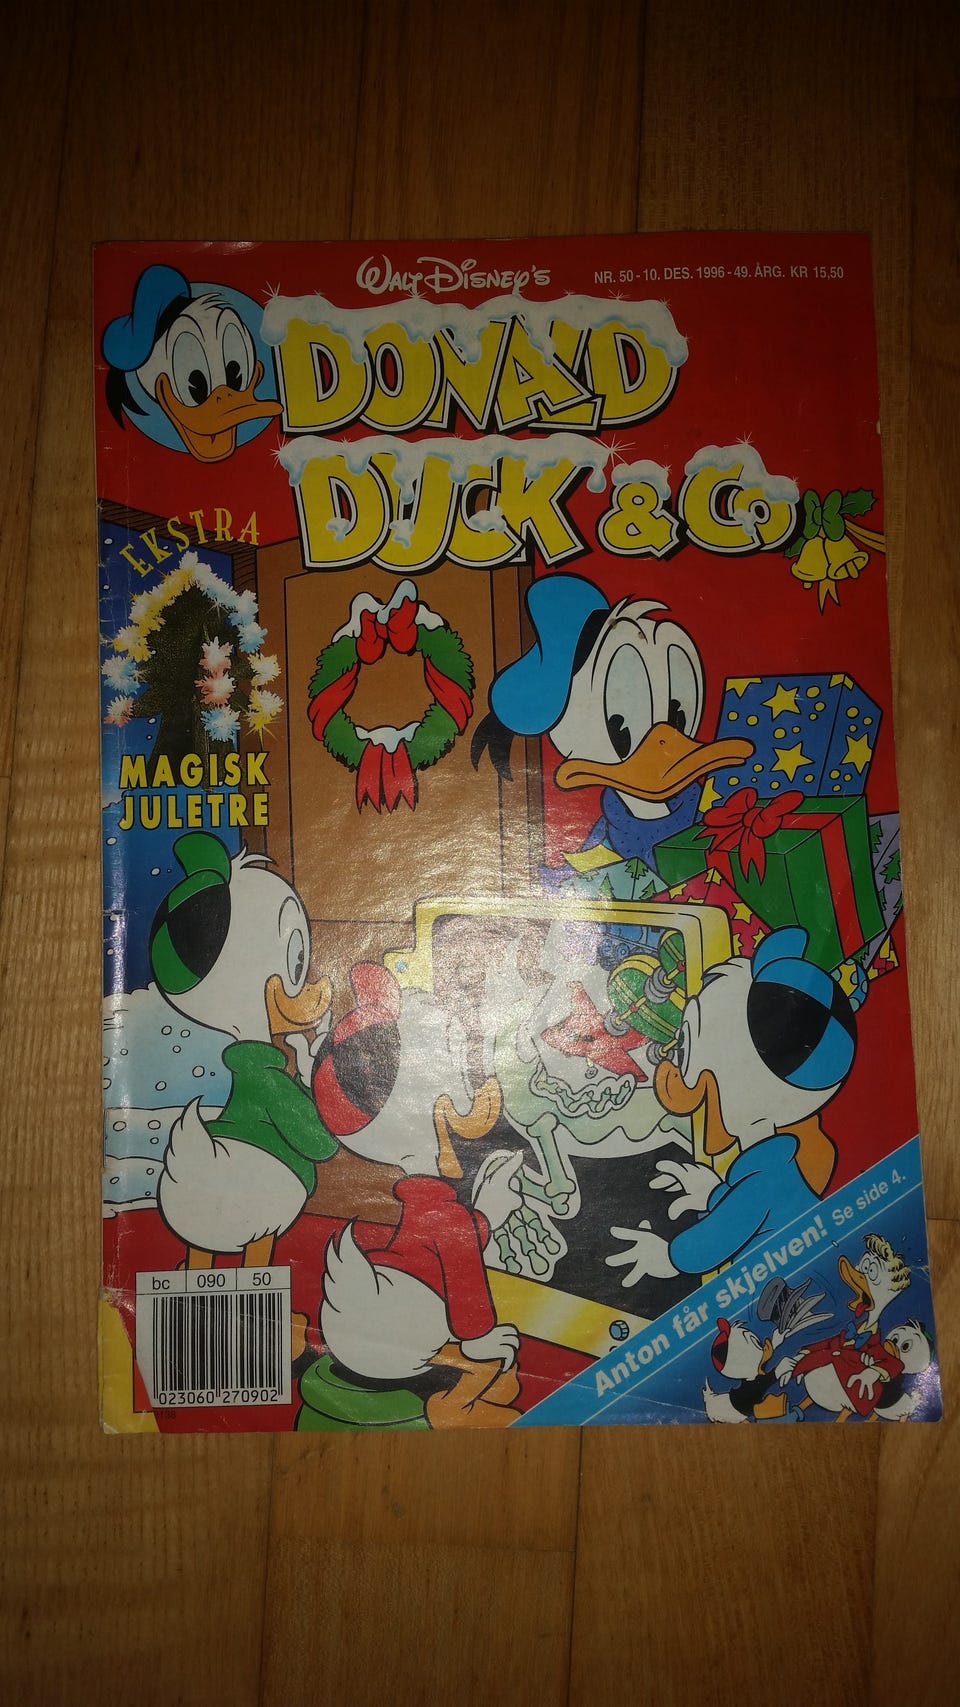 WALT DISNEY'S
NR. 50 - 10. DES. 1996 - 49. ÅRG. KR 15,50
DONALD
DUCK & Co
EKSTRA
MAGISK
JULETRE
Anton får skjelven! Se side 4.
bc 090 50
023060 270902